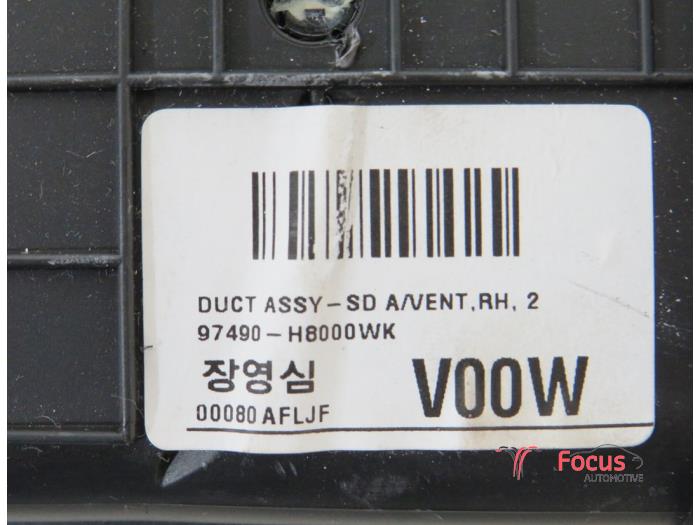 DUCT ASSY-SD A/VENT,RH, 2
97490-H8000WK
장영심 V00W
00080 AFLJF
Focus
AUTOMOTIVE